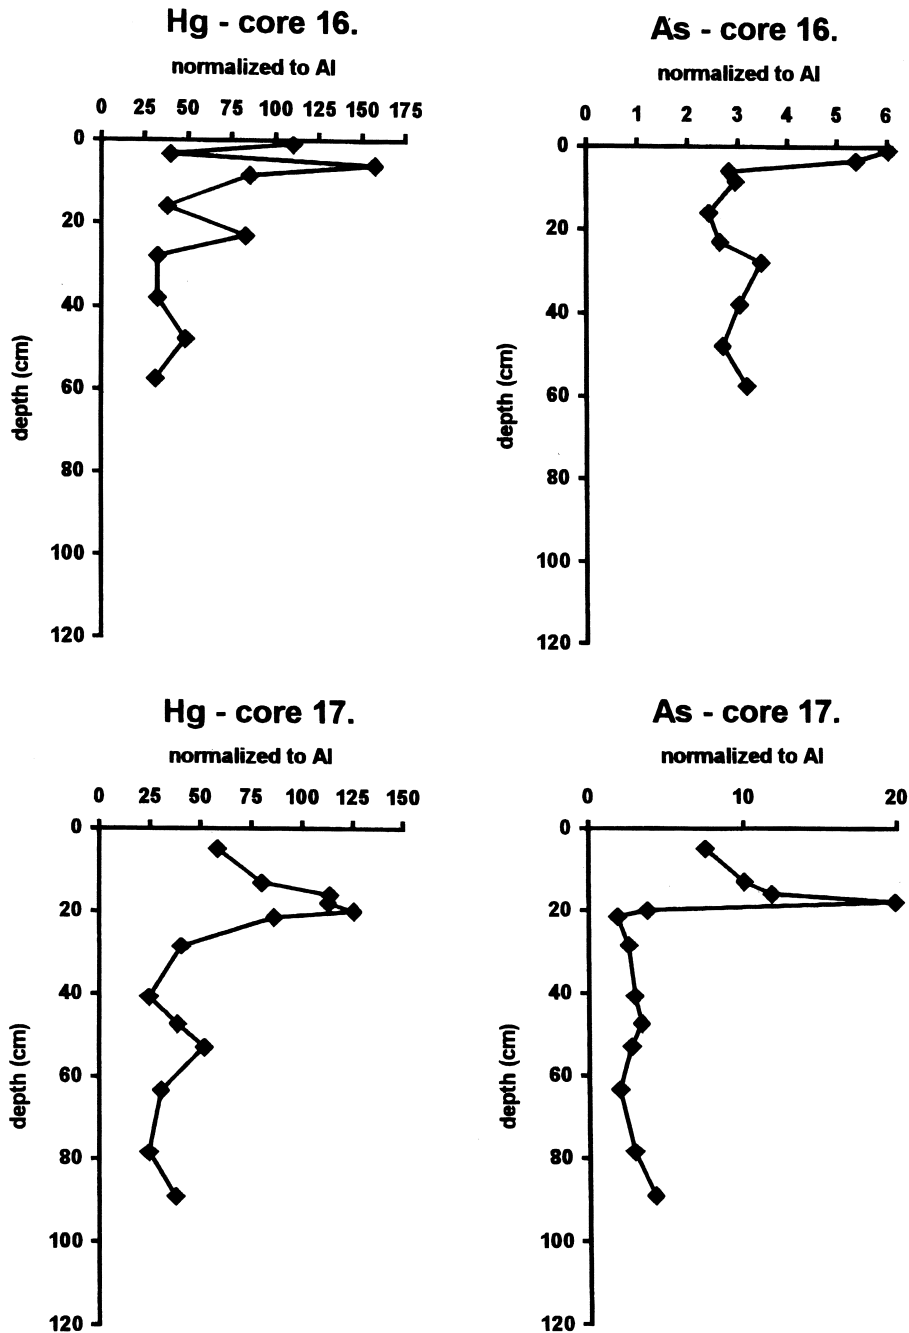 Hg - core 16.
normalized to Al
0 25 50 75 100 125 150 175
0
20
40
60
80
100
120
depth (cm)
As - core 16.
normalized to Al
0 1 2 3 4 5 6
0
20
40
60
80
100
120
depth (cm)
Hg - core 17.
normalized to Al
0 25 50 75 100 125 150
0
20
40
60
80
100
120
depth (cm)
As - core 17.
normalized to Al
0 10 20
0
20
40
60
80
100
120
depth (cm)